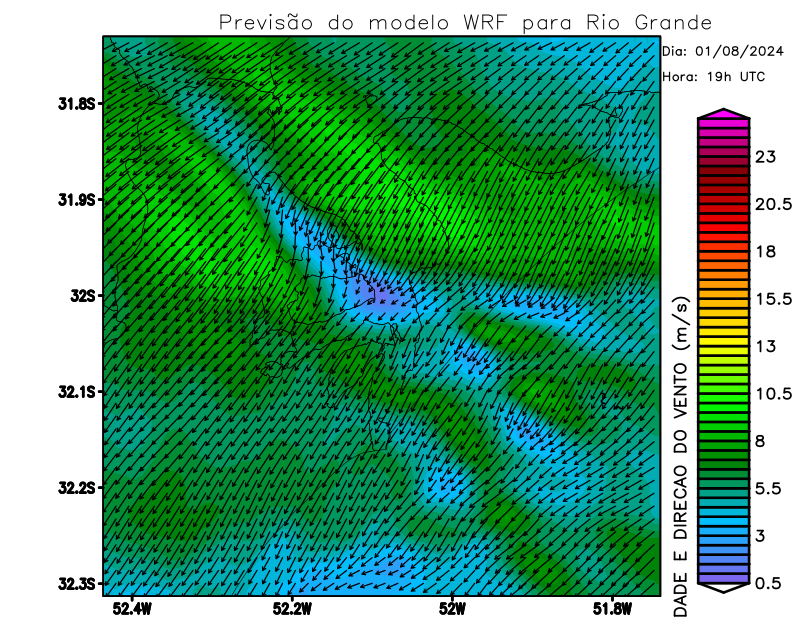 Previsão do modelo WRF para Rio Grande
Dia: 01/08/2024
Hora: 19h UTC
31.8S
31.9S
32S
32.1S
32.2S
32.3S
52.4W
52.2W
52W
51.8W
23
20.5
18
15.5
13
10.5
8
5.5
3
0.5
DADE E DIRECAO DO VENTO (m/s)